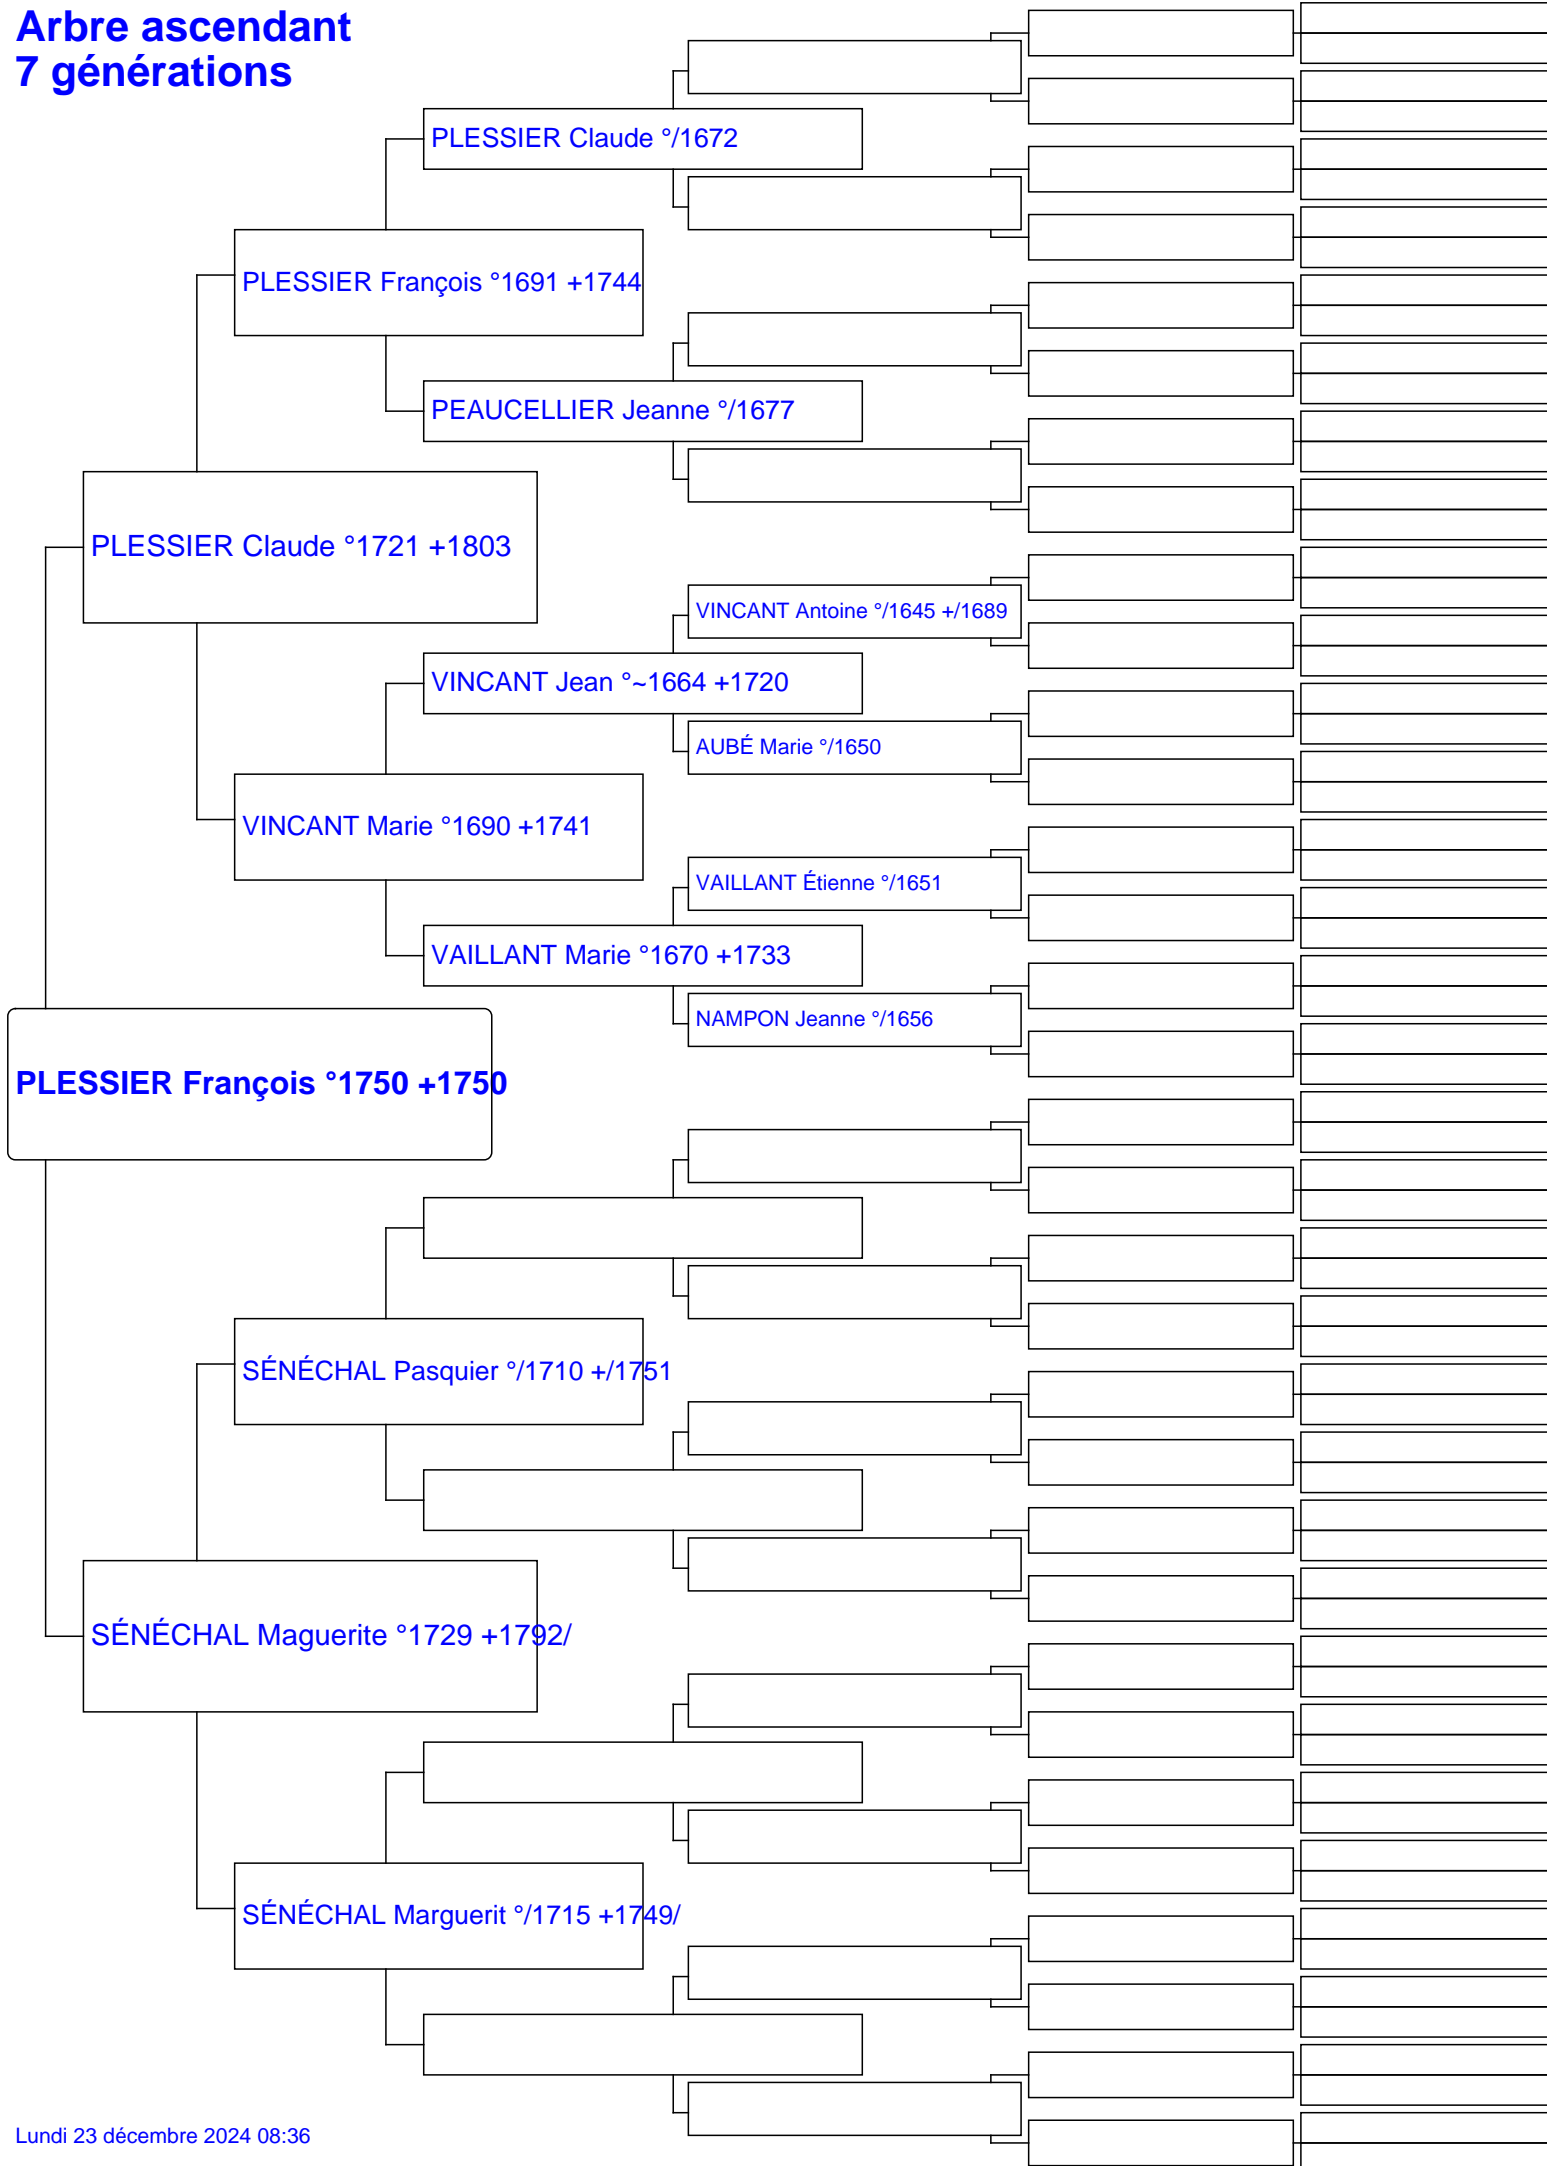 Arbre ascendant
7 générations
PLESSIER Claude °/1672
PLESSIER François °1691 +1744
PEAUCELLIER Jeanne °/1677
PLESSIER Claude °1721 +1803
VINCANT Antoine °/1645 +/1689
VINCANT Jean °~1664 +1720
AUBÉ Marie °/1650
VINCANT Marie °1690 +1741
VAILLANT Étienne °/1651
VAILLANT Marie °1670 +1733
NAMPON Jeanne °/1656
PLESSIER François °1750 +1750
SÉNÉCHAL Pasquier °/1710 +/1751
SÉNÉCHAL Maguerite °1729 +1792/
SÉNÉCHAL Marguerit °/1715 +1749/
Lundi 23 décembre 2024 08:36